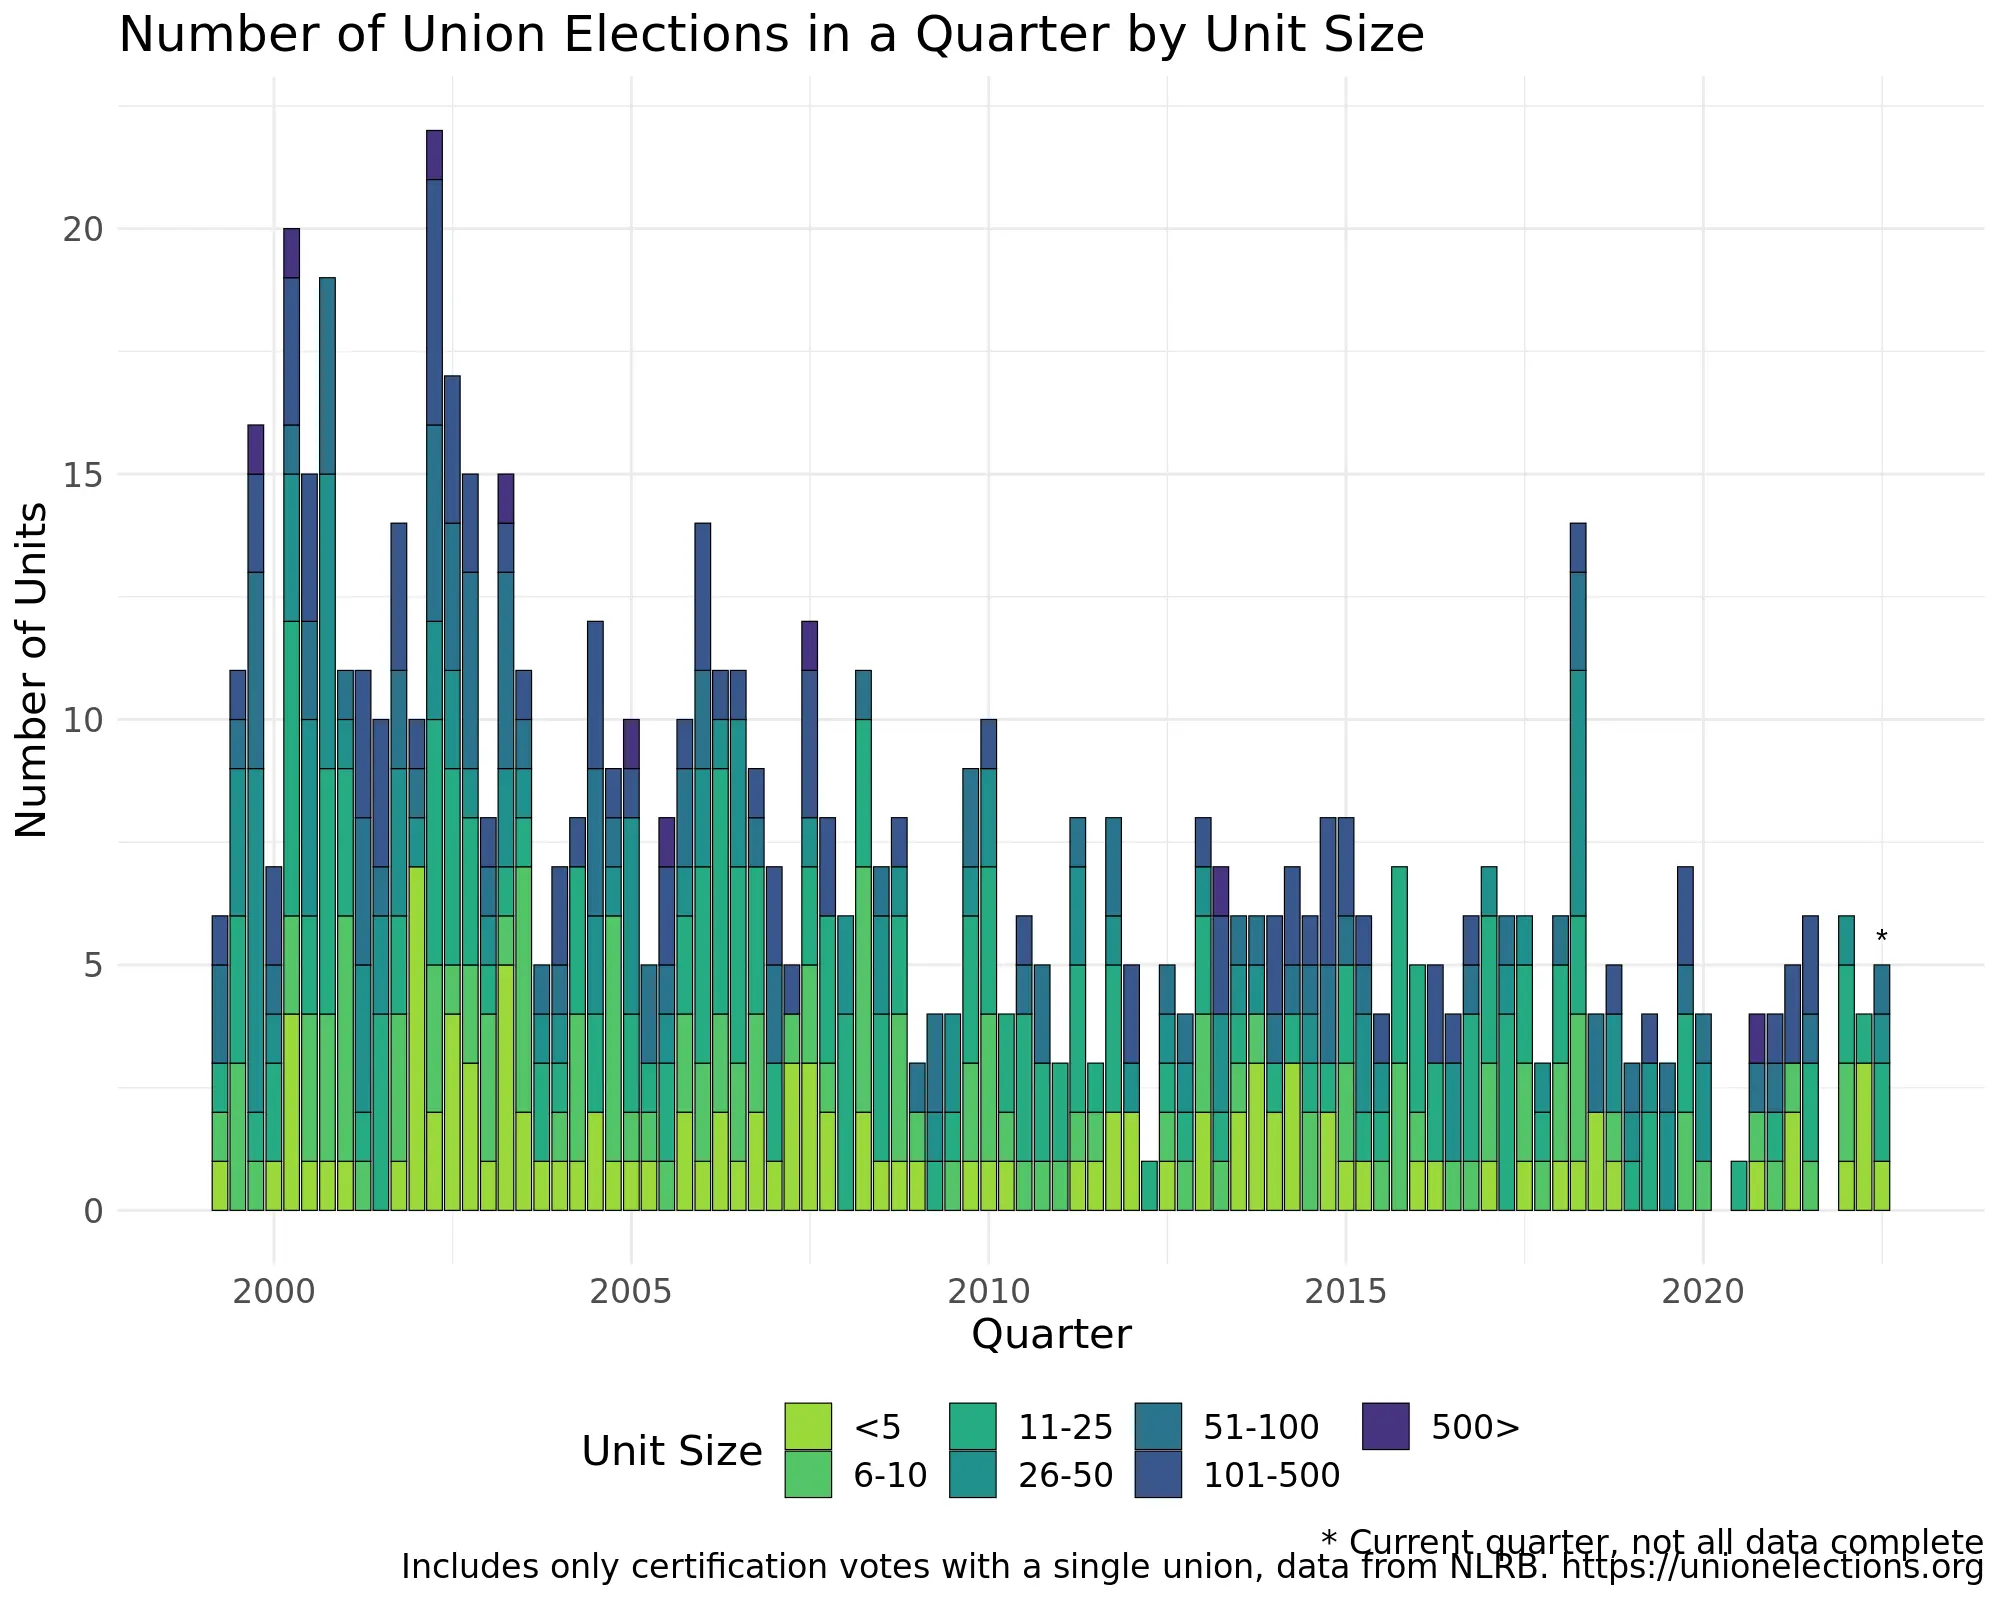 Number of Union Elections in a Quarter by Unit Size
Number of Units
20
15
10
5
0
*
2000 2005 2010 2015 2020
Quarter
Unit Size
<5 11-25 51-100 500>
6-10 26-50 101-500
* Current quarter, not all data complete
Includes only certification votes with a single union, data from NLRB. https://unionelections.org